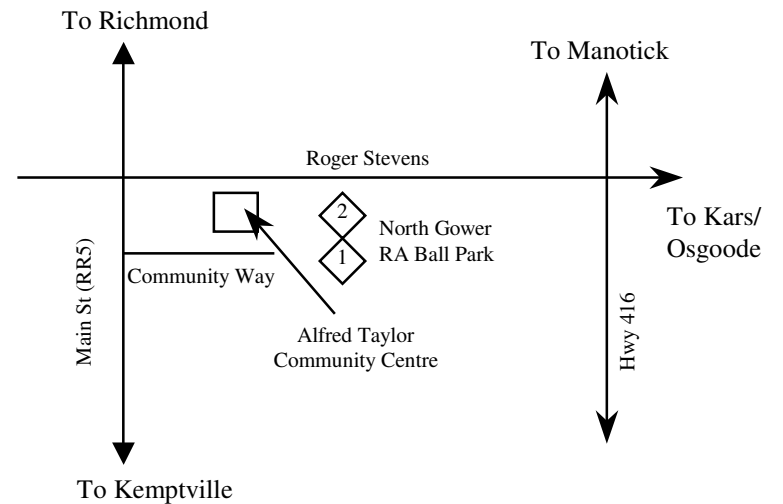 To Richmond
To Manotick
Roger Stevens
To Kars/
Osgoode
2
North Gower
1
RA Ball Park
Main St (RR5)
Community Way
Hwy 416
Alfred Taylor
Community Centre
To Kemptville